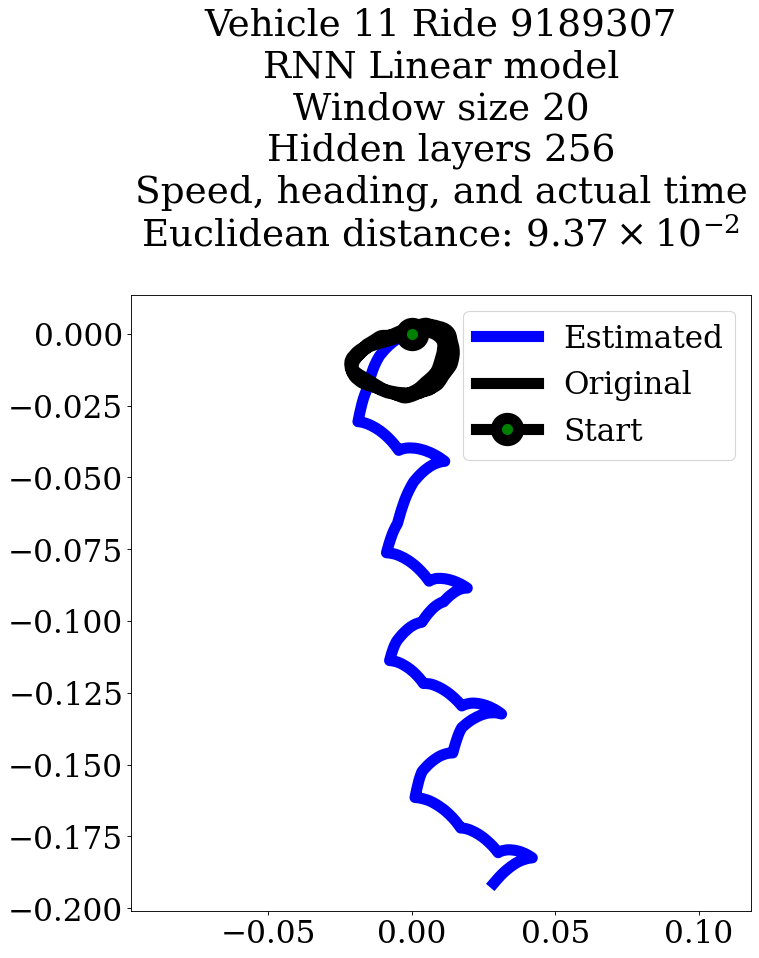 Vehicle 11 Ride 9189307
RNN Linear model
Window size 20
Hidden layers 256
Speed, heading, and actual time
Euclidean distance: 9.37 × 10⁻²
Estimated
Original
Start
0.000
−0.025
−0.050
−0.075
−0.100
−0.125
−0.150
−0.175
−0.200
−0.05 0.00 0.05 0.10